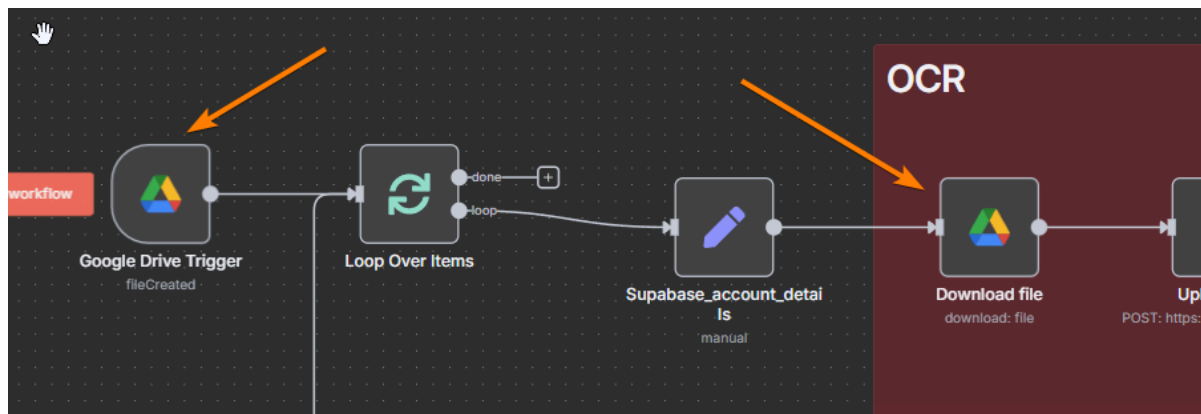 OCR
workflow
done
loop
Google Drive Trigger
fileCreated
Loop Over Items
Supabase_account_detai
ls
manual
Download file
download: file
Upl
POST: https: